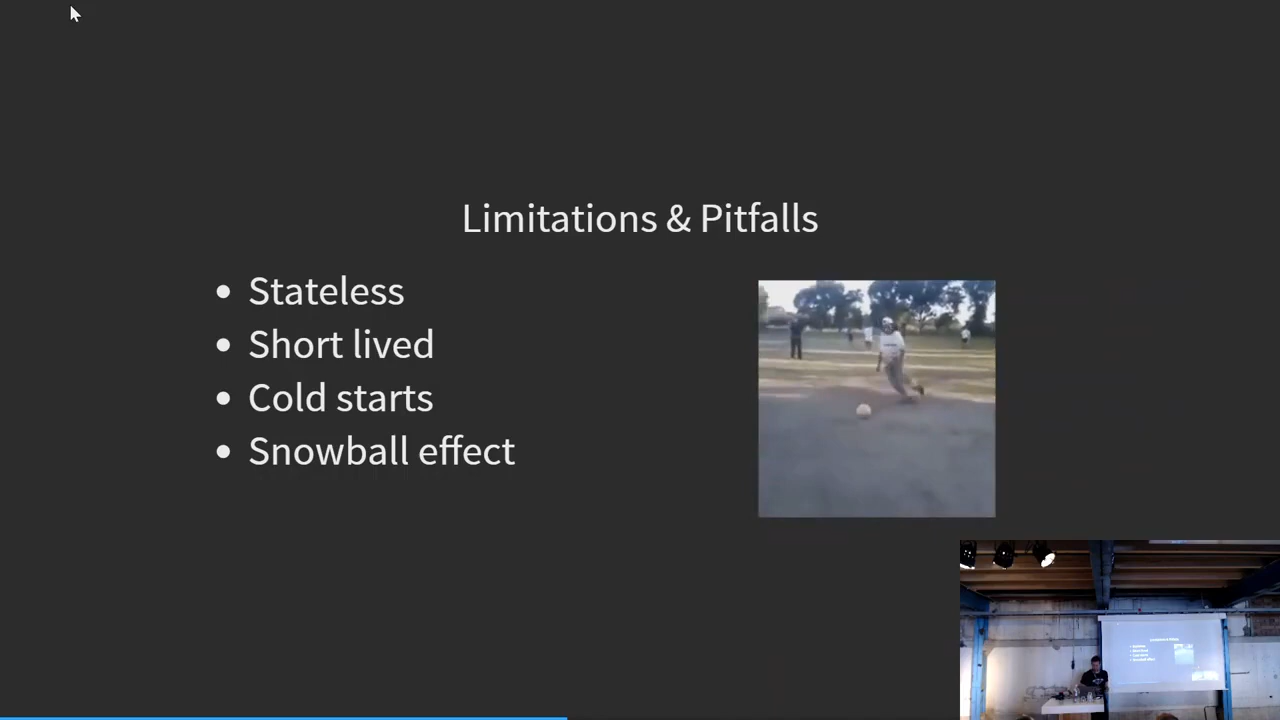 Limitations & Pitfalls
Stateless
Short lived
Cold starts
Snowball effect